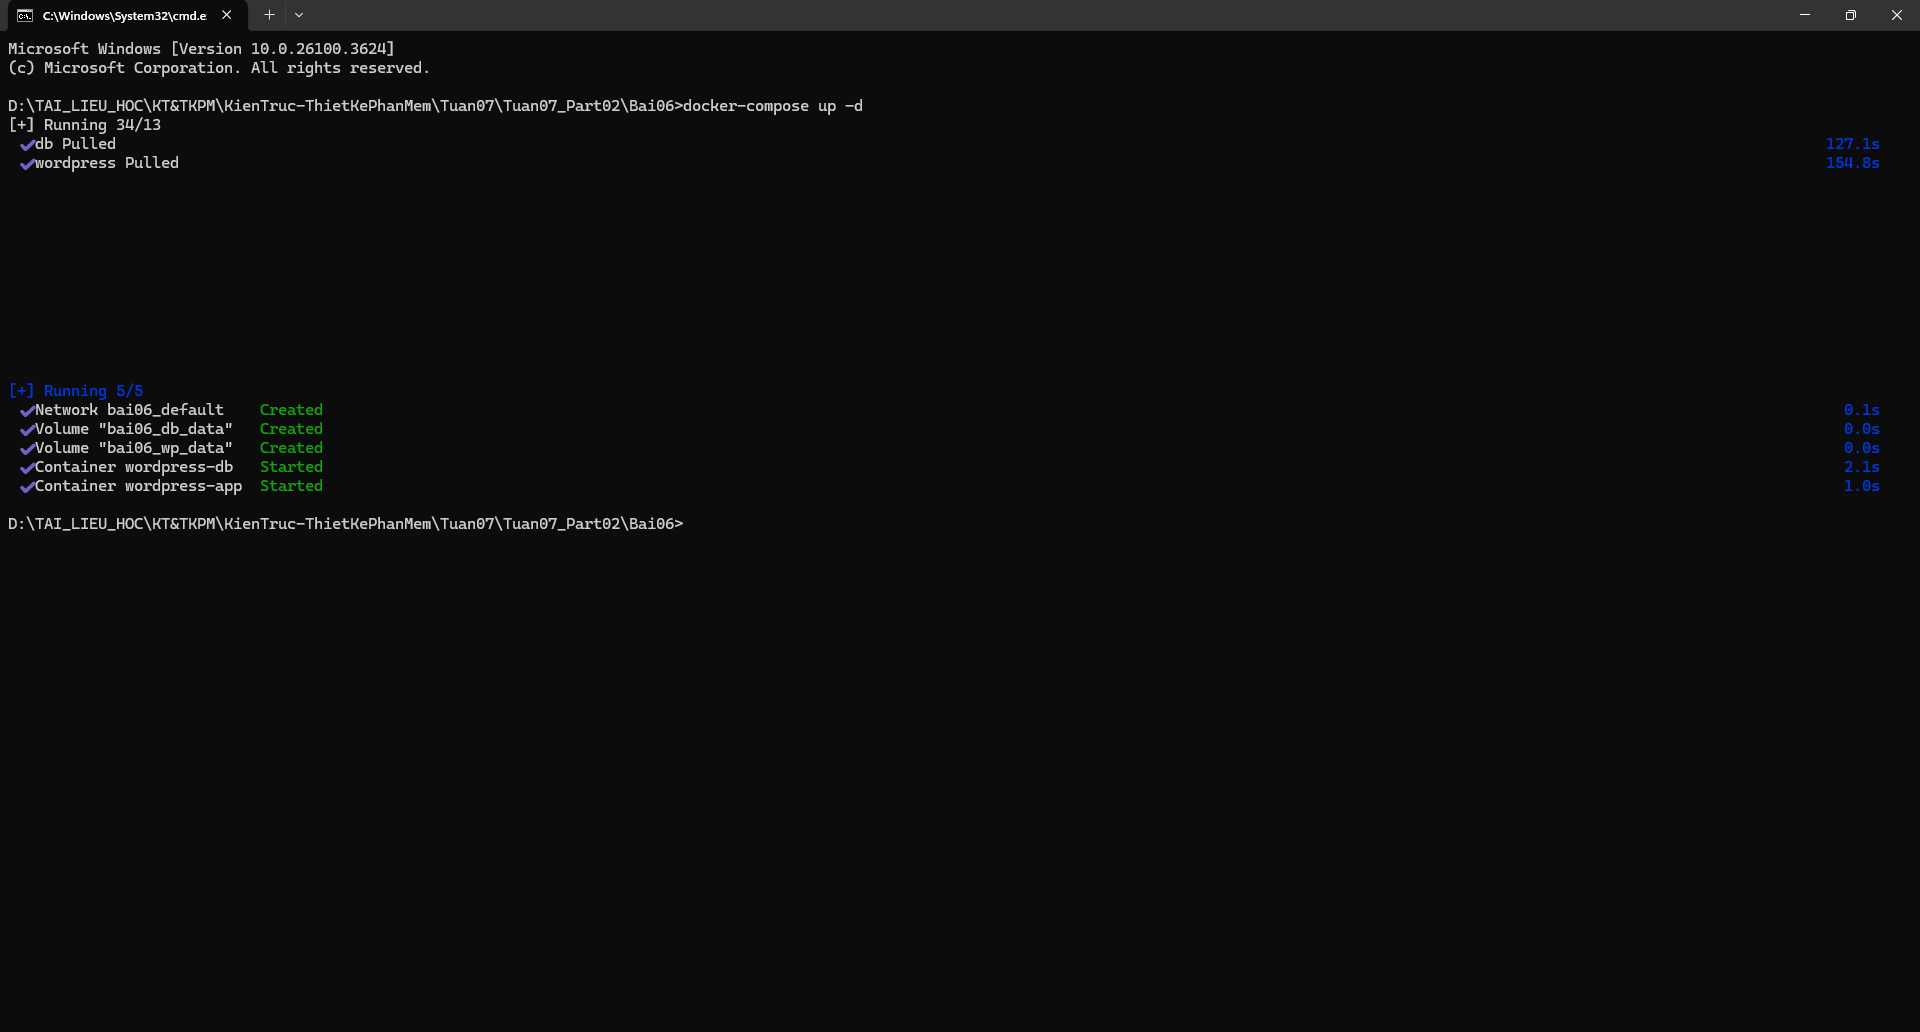 C:\Windows\System32\cmd.e
Microsoft Windows [Version 10.0.26100.3624]
(c) Microsoft Corporation. All rights reserved.
D:\TAI_LIEU_HOC\KT&TKPM\KienTruc-ThietKePhanMem\Tuan07\Tuan07_Part02\Bai06>docker-compose up -d
[+] Running 34/13
✔db Pulled 127.1s
✔wordpress Pulled 154.8s
[+] Running 5/5
✔Network bai06_default Created 0.1s
✔Volume "bai06_db_data" Created 0.0s
✔Volume "bai06_wp_data" Created 0.0s
✔Container wordpress-db Started 2.1s
✔Container wordpress-app Started 1.0s
D:\TAI_LIEU_HOC\KT&TKPM\KienTruc-ThietKePhanMem\Tuan07\Tuan07_Part02\Bai06>